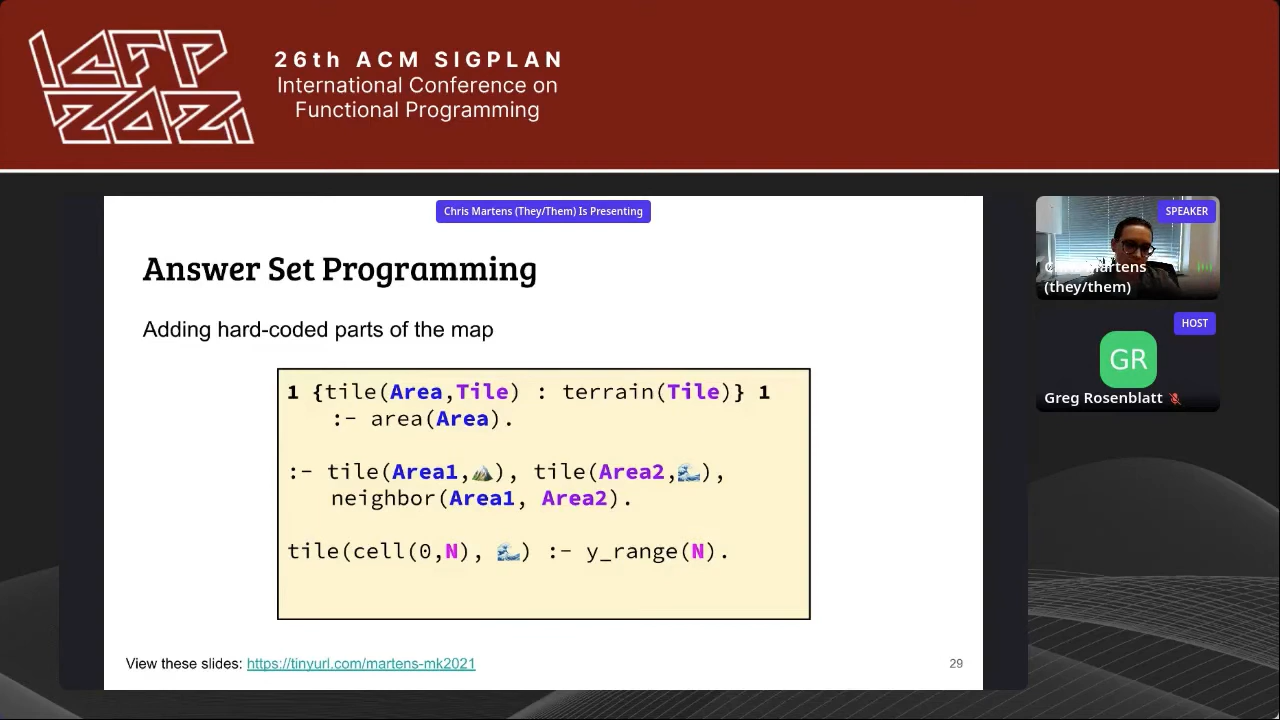 ICFP
2021
26th ACM SIGPLAN
International Conference on
Functional Programming
Chris Martens (They/Them) Is Presenting
Answer Set Programming
Adding hard-coded parts of the map
1 {tile(Area,Tile) : terrain(Tile)} 1
:- area(Area).
:- tile(Area1,⛰️), tile(Area2,🌊),
neighbor(Area1, Area2).
tile(cell(0,N), 🌊) :- y_range(N).
View these slides: https://tinyurl.com/martens-mk2021
29
SPEAKER
Chris Martens
(they/them)
HOST
GR
Greg Rosenblatt